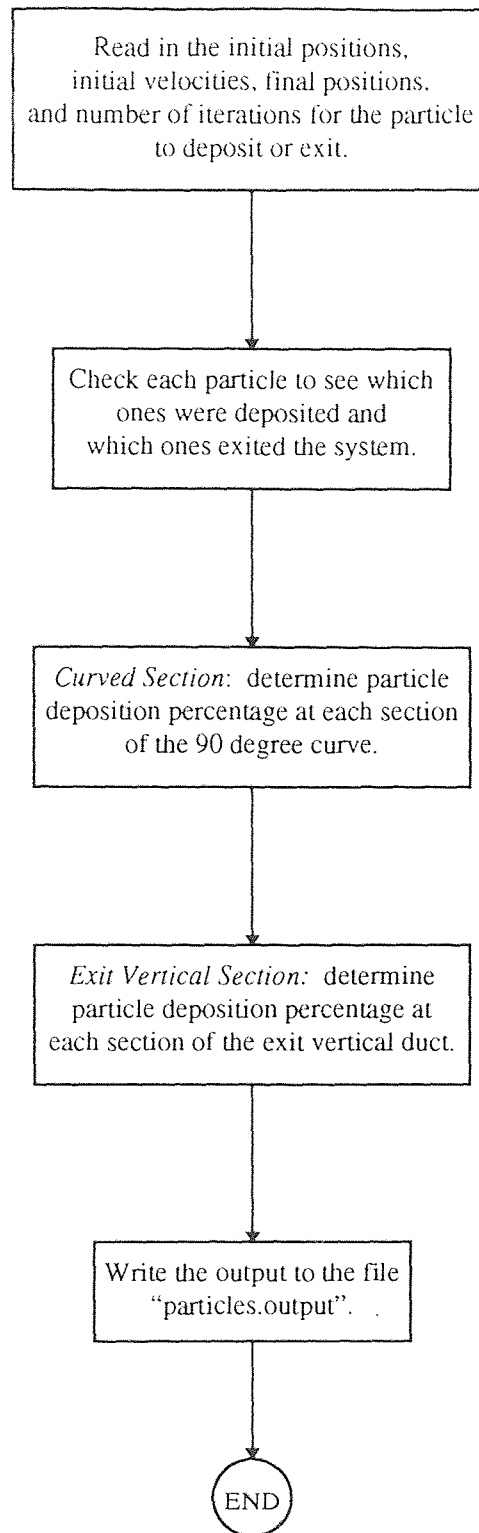 Read in the initial positions,
initial velocities, final positions,
and number of iterations for the particle
to deposit or exit.
Check each particle to see which
ones were deposited and
which ones exited the system.
Curved Section: determine particle
deposition percentage at each section
of the 90 degree curve.
Exit Vertical Section: determine
particle deposition percentage at
each section of the exit vertical duct.
Write the output to the file
“particles.output”.
END